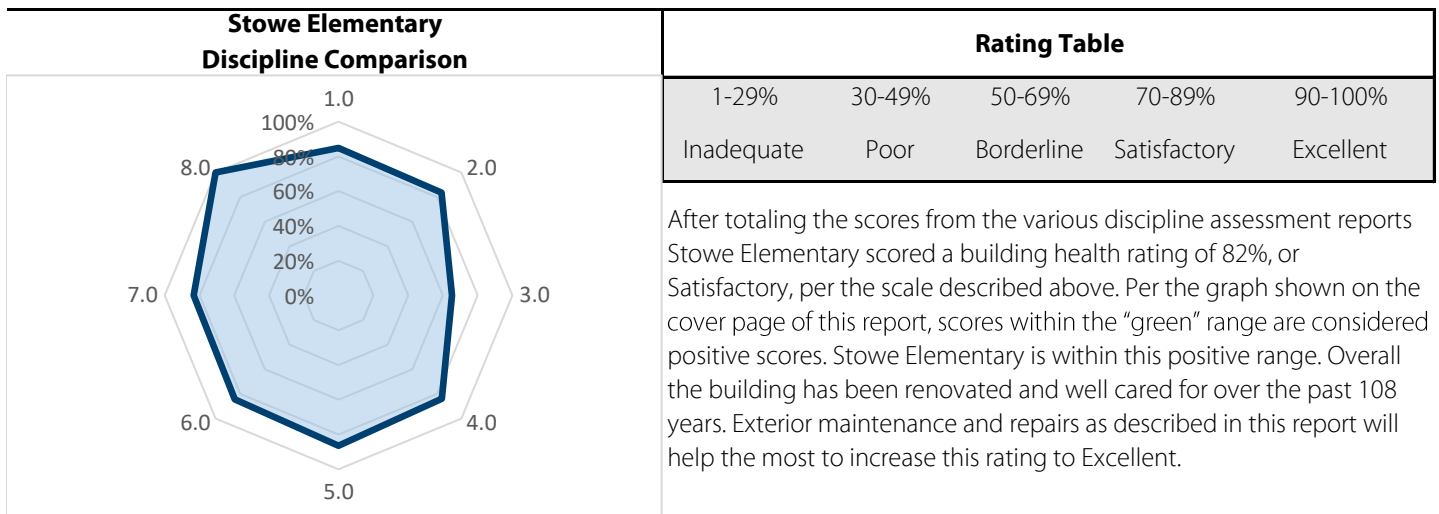 Stowe Elementary
Discipline Comparison
1.0
100%
80%
60%
40%
20%
0%
2.0
3.0
4.0
5.0
6.0
7.0
8.0
Rating Table
1-29% 30-49% 50-69% 70-89% 90-100%
Inadequate Poor Borderline Satisfactory Excellent
After totaling the scores from the various discipline assessment reports
Stowe Elementary scored a building health rating of 82%, or
Satisfactory, per the scale described above. Per the graph shown on the
cover page of this report, scores within the “green” range are considered
positive scores. Stowe Elementary is within this positive range. Overall
the building has been renovated and well cared for over the past 108
years. Exterior maintenance and repairs as described in this report will
help the most to increase this rating to Excellent.